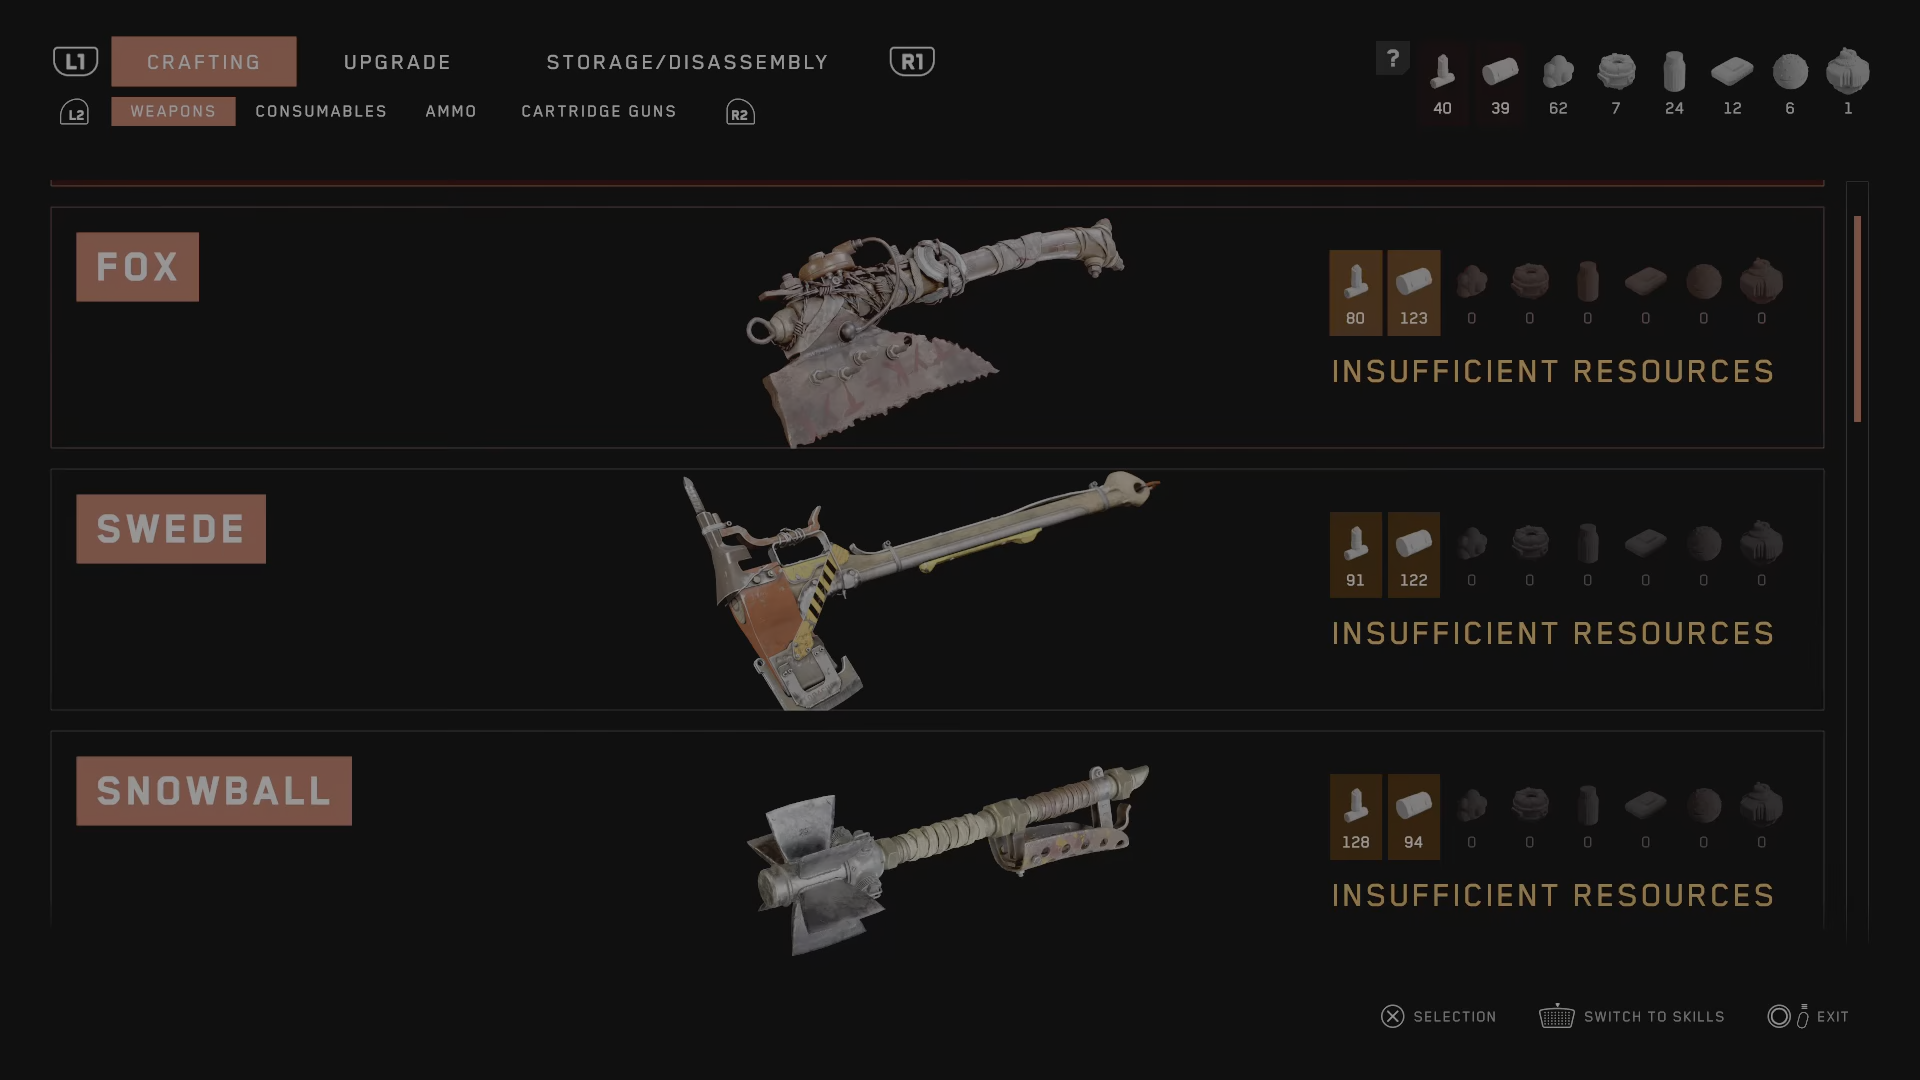 L1 CRAFTING UPGRADE STORAGE/DISASSEMBLY R1
?
L2 WEAPONS CONSUMABLES AMMO CARTRIDGE GUNS R2
40 39 62 7 24 12 6 1
FOX
80 123 0 0 0 0 0 0
INSUFFICIENT RESOURCES
SWEDE
91 122 0 0 0 0 0 0
INSUFFICIENT RESOURCES
SNOWBALL
128 94 0 0 0 0 0 0
INSUFFICIENT RESOURCES
SELECTION SWITCH TO SKILLS EXIT